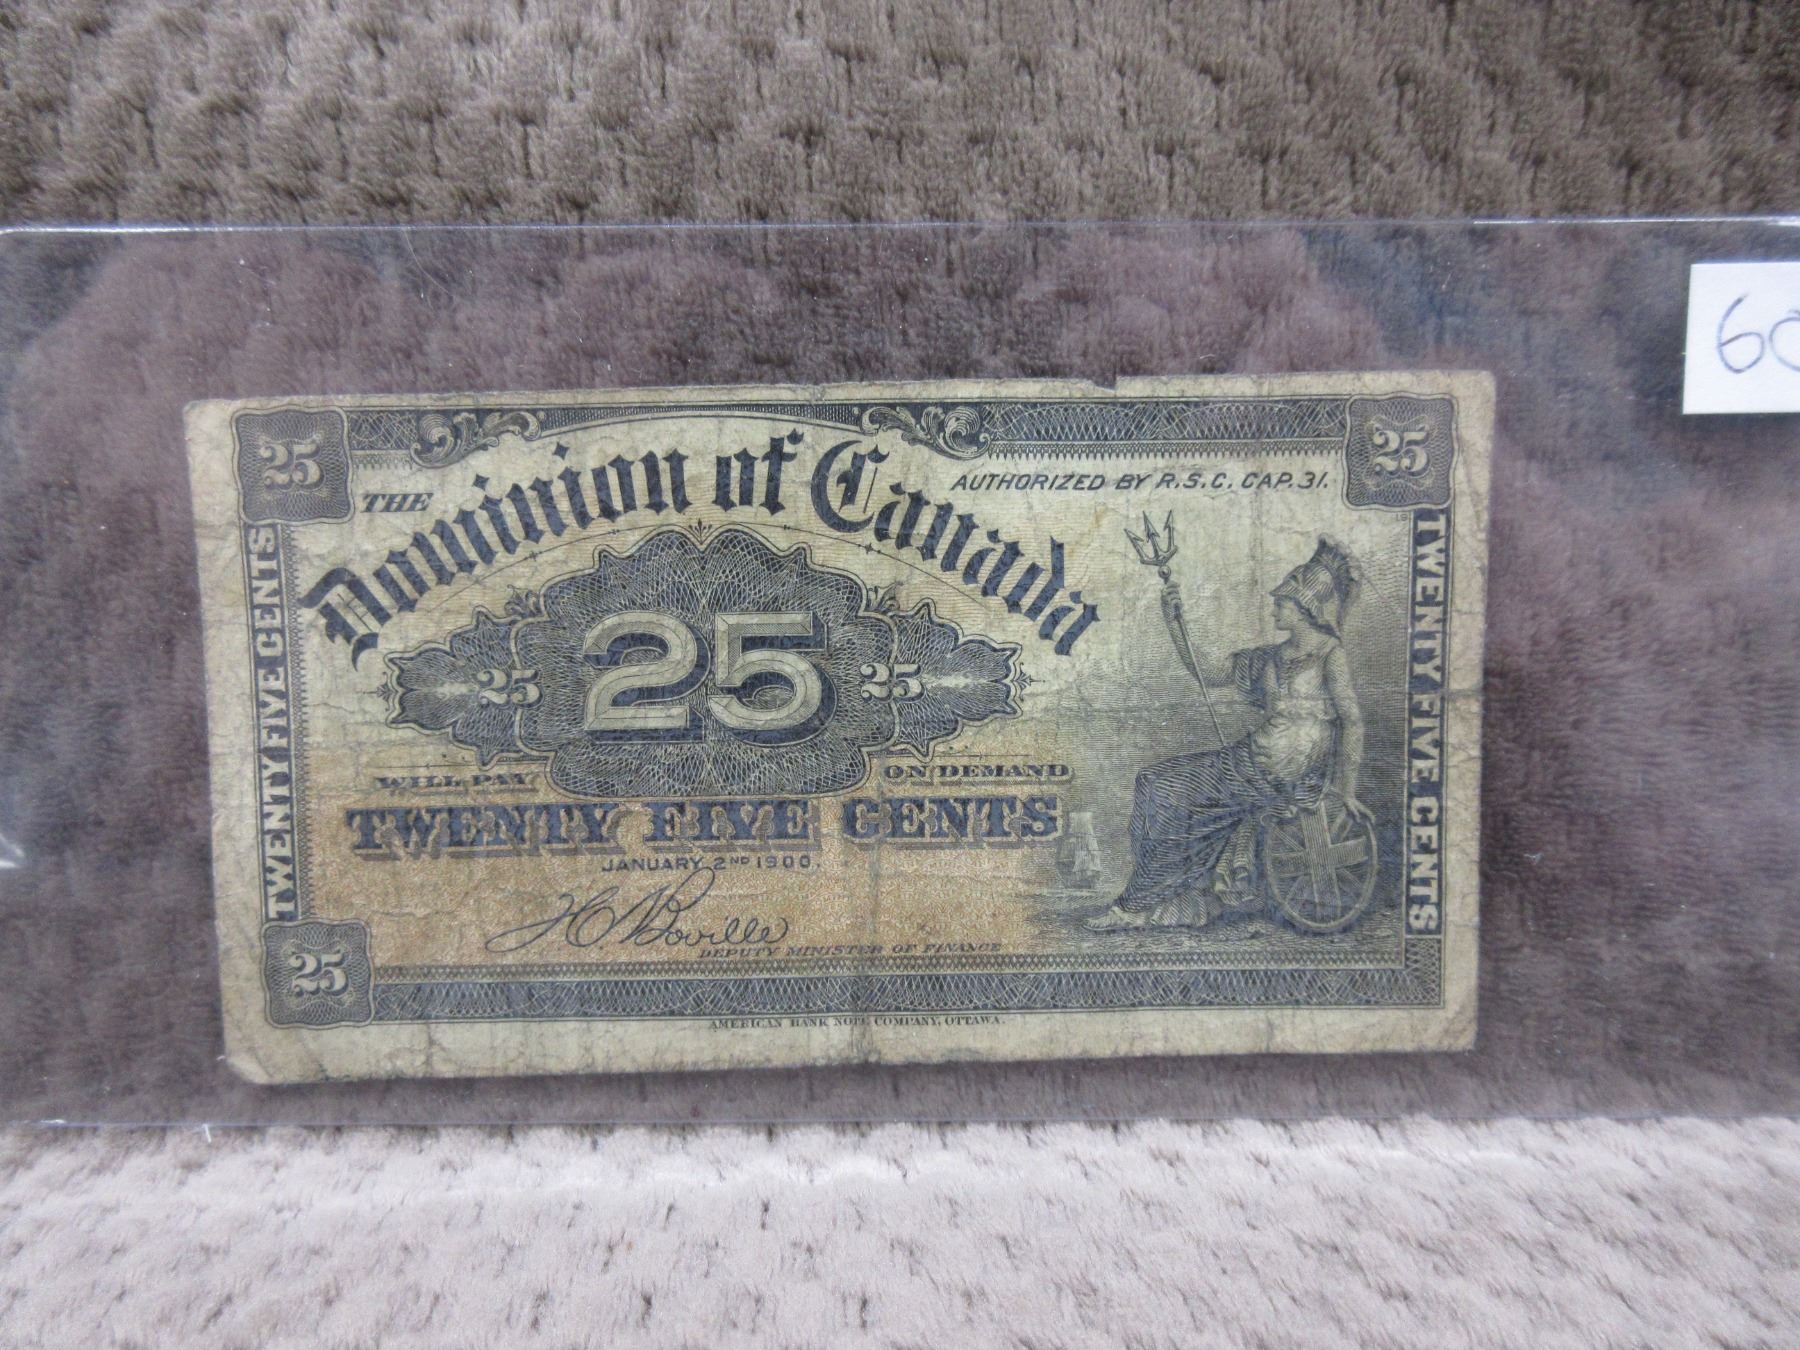 60
25
25
THE
Dominion of Canada
AUTHORIZED BY R.S.C. CAP. 31.
TWENTY FIVE CENTS
TWENTY FIVE CENTS
25
25
25
WILL PAY
ON DEMAND
TWENTY FIVE CENTS
JANUARY 2ND 1900.
H C Boville
DEPUTY MINISTER OF FINANCE
25
AMERICAN BANK NOTE COMPANY, OTTAWA.